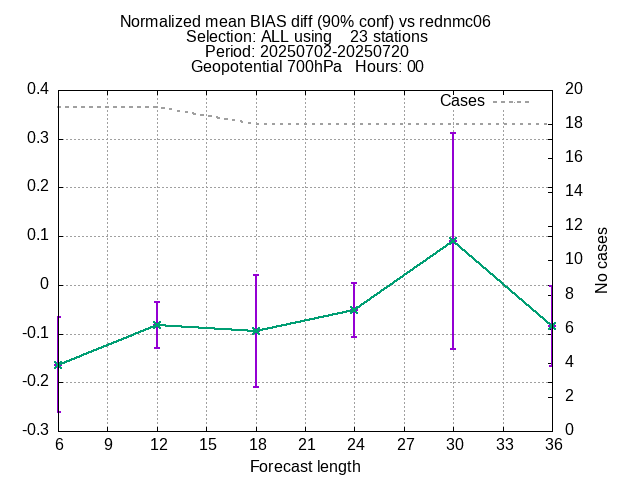 Normalized mean BIAS diff (90% conf) vs rednmc06
Selection: ALL using    23 stations
Period: 20250702-20250720
Geopotential 700hPa   Hours: 00
Cases
0.4
0.3
0.2
0.1
0
-0.1
-0.2
-0.3
20
18
16
14
12
10
8
6
4
2
0
No cases
6 9 12 15 18 21 24 27 30 33 36
Forecast length